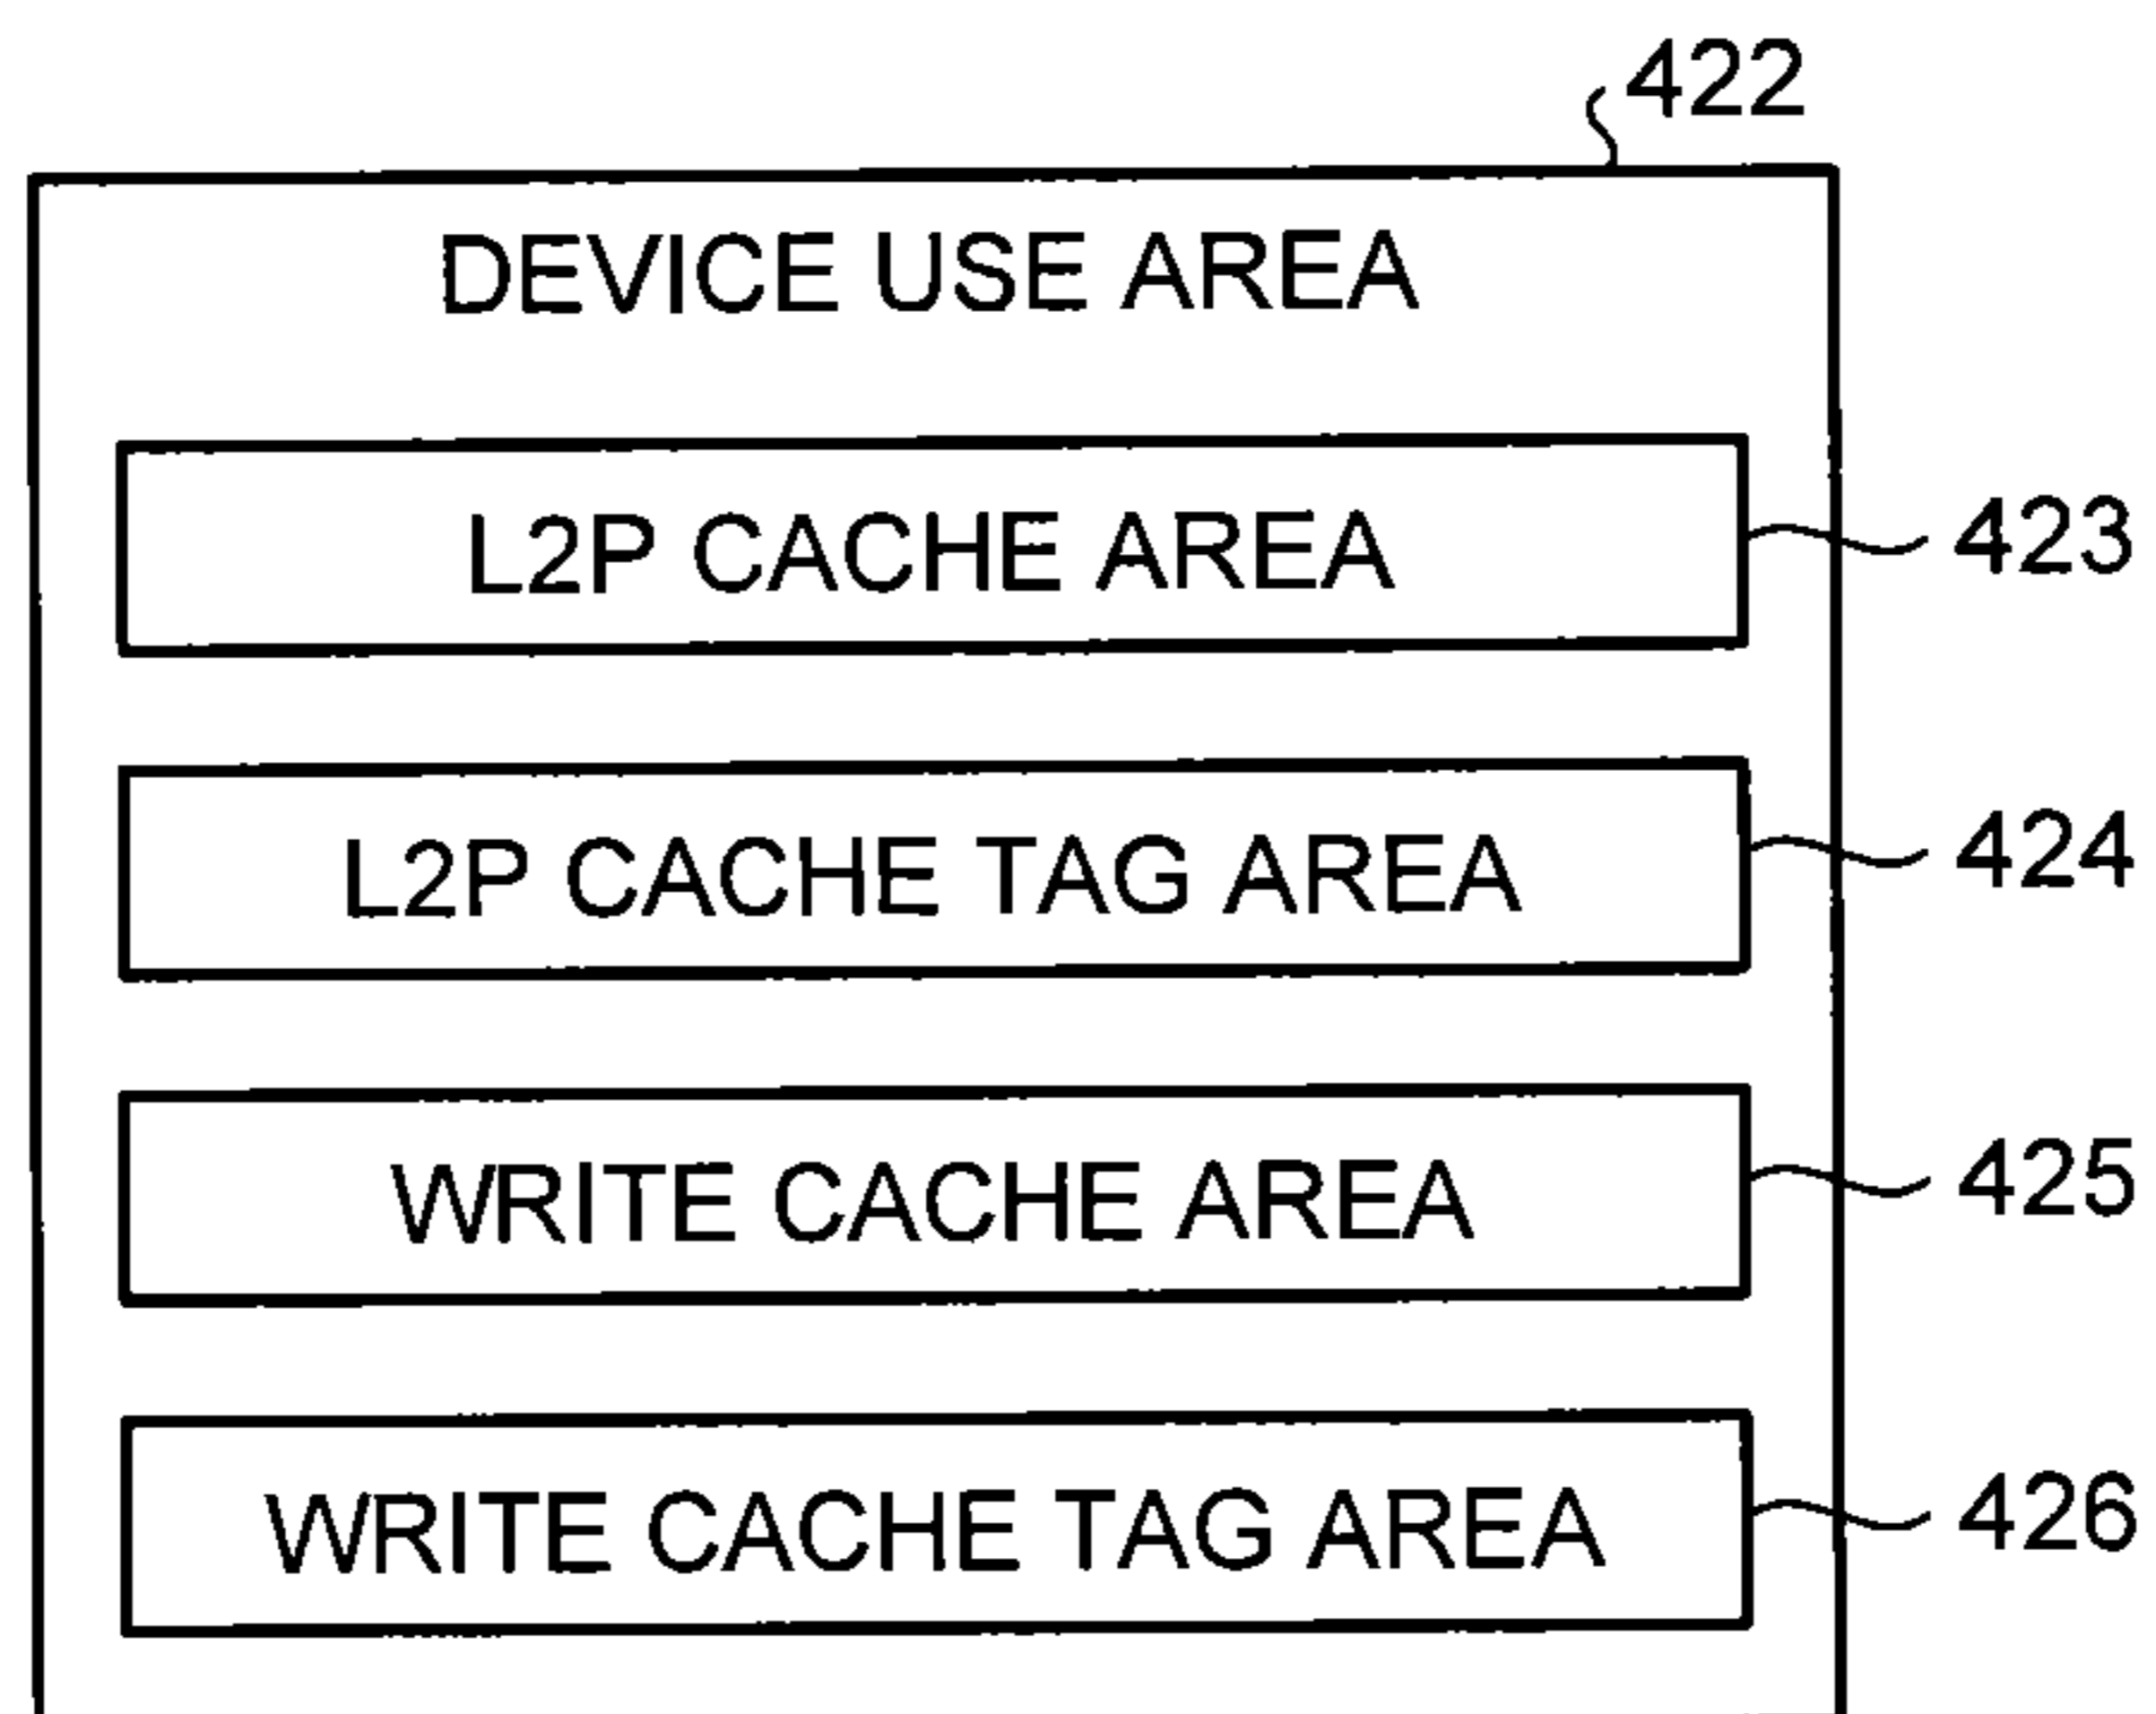 422
DEVICE USE AREA
L2P CACHE AREA 423
L2P CACHE TAG AREA 424
WRITE CACHE AREA 425
WRITE CACHE TAG AREA 426